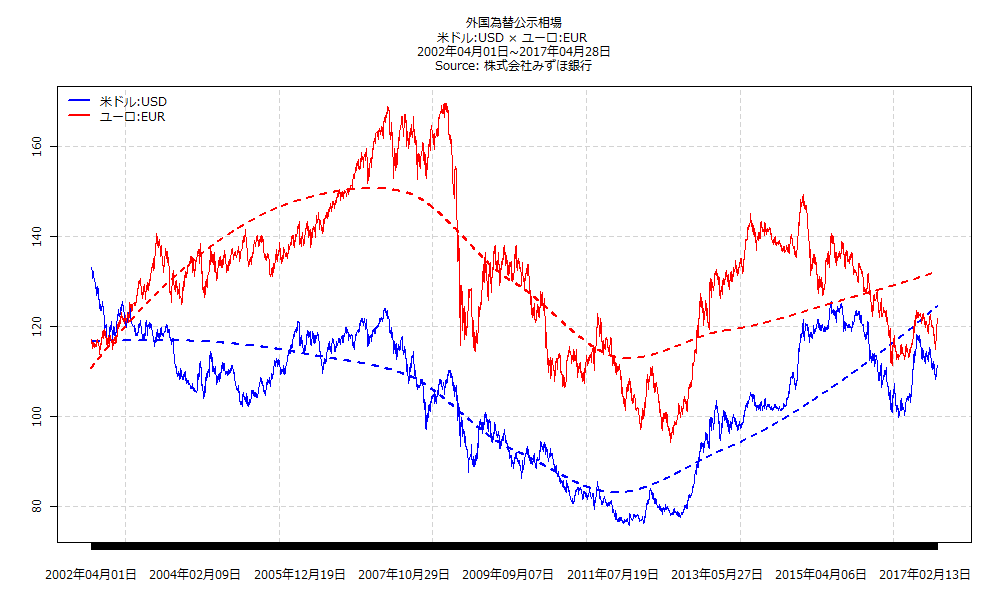 外国為替公示相場
米ドル:USD × ユーロ:EUR
2002年04月01日~2017年04月28日
Source: 株式会社みずほ銀行
米ドル:USD
ユーロ:EUR
160
140
120
100
80
2002年04月01日 2004年02月09日 2005年12月19日 2007年10月29日 2009年09月07日 2011年07月19日 2013年05月27日 2015年04月06日 2017年02月13日